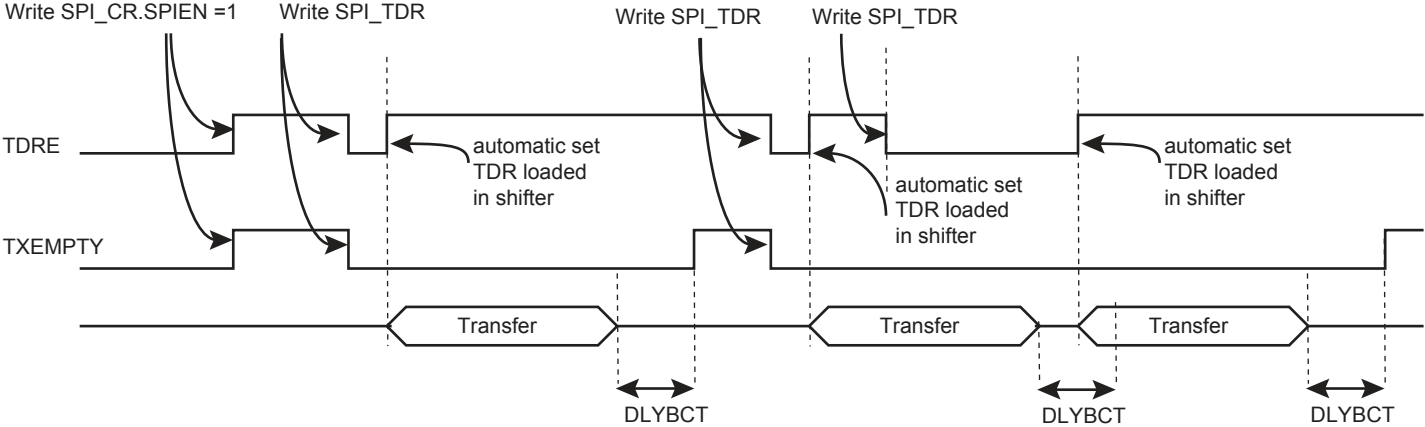 Write SPI_CR.SPIEN =1
Write SPI_TDR
Write SPI_TDR
Write SPI_TDR
TDRE
automatic set
TDR loaded
in shifter
automatic set
TDR loaded
in shifter
automatic set
TDR loaded
in shifter
TXEMPTY
Transfer
Transfer
Transfer
DLYBCT
DLYBCT
DLYBCT